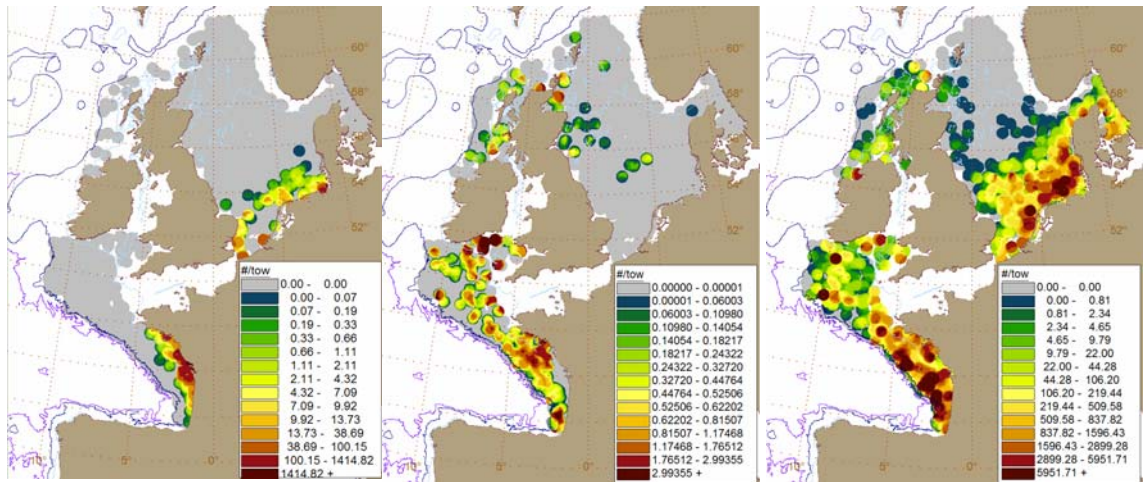 60°
58°
52°
10°
5°
0°
#/tow
0.00 - 0.00
0.00 - 0.07
0.07 - 0.19
0.19 - 0.33
0.33 - 0.66
0.66 - 1.11
1.11 - 2.11
2.11 - 4.32
4.32 - 7.09
7.09 - 9.92
9.92 - 13.73
13.73 - 38.69
38.69 - 100.15
100.15 - 1414.82
1414.82 +
60°
58°
52°
10°
5°
0°
#/tow
0.00000 - 0.00001
0.00001 - 0.06003
0.06003 - 0.10980
0.10980 - 0.14054
0.14054 - 0.18217
0.18217 - 0.24322
0.24322 - 0.32720
0.32720 - 0.44764
0.44764 - 0.52506
0.52506 - 0.62202
0.62202 - 0.81507
0.81507 - 1.17468
1.17468 - 1.76512
1.76512 - 2.99355
2.99355 +
60°
58°
52°
10°
5°
0°
#/tow
0.00 - 0.00
0.00 - 0.81
0.81 - 2.34
2.34 - 4.65
4.65 - 9.79
9.79 - 22.00
22.00 - 44.28
44.28 - 106.20
106.20 - 219.44
219.44 - 509.58
509.58 - 837.82
837.82 - 1596.43
1596.43 - 2899.28
2899.28 - 5951.71
5951.71 +